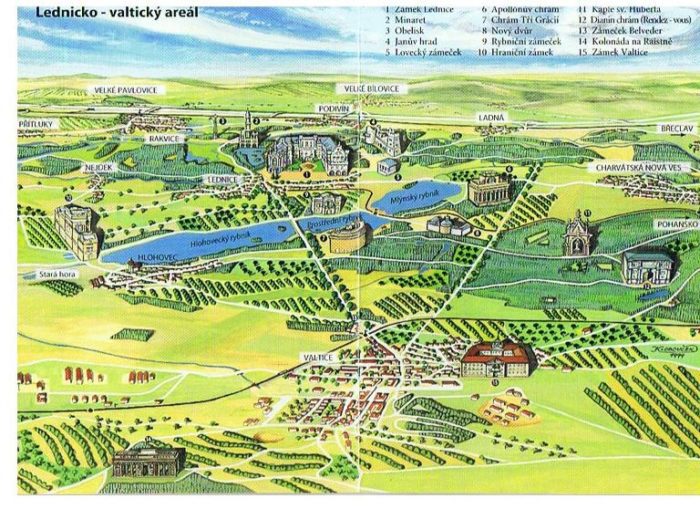 Lednicko - valtický areál
1 Zámek Lednice
2 Minaret
3 Obelisk
4 Janův hrad
5 Lovecký zámeček
6 Apollónův chrám
7 Chrám Tří Grácií
8 Nový dvůr
9 Rybniční zámeček
10 Hraniční zámek
11 Kaple sv. Huberta
12 Dianin chrám (Rendez - vous)
13 Zámeček Belveder
14 Kolonáda na Raistně
15 Zámek Valtice
VELKÉ PAVLOVICE
VELKÉ BÍLOVICE
PODIVÍN
LADNÁ
PŘÍTLUKY
RAKVICE
BŘECLAV
NEJDEK
LEDNICE
CHARVÁTSKÁ NOVÁ VES
Mlýnský rybník
Prostřední rybník
Hlohovecký rybník
POHANSKO
HLOHOVEC
Stará hora
VALTICE